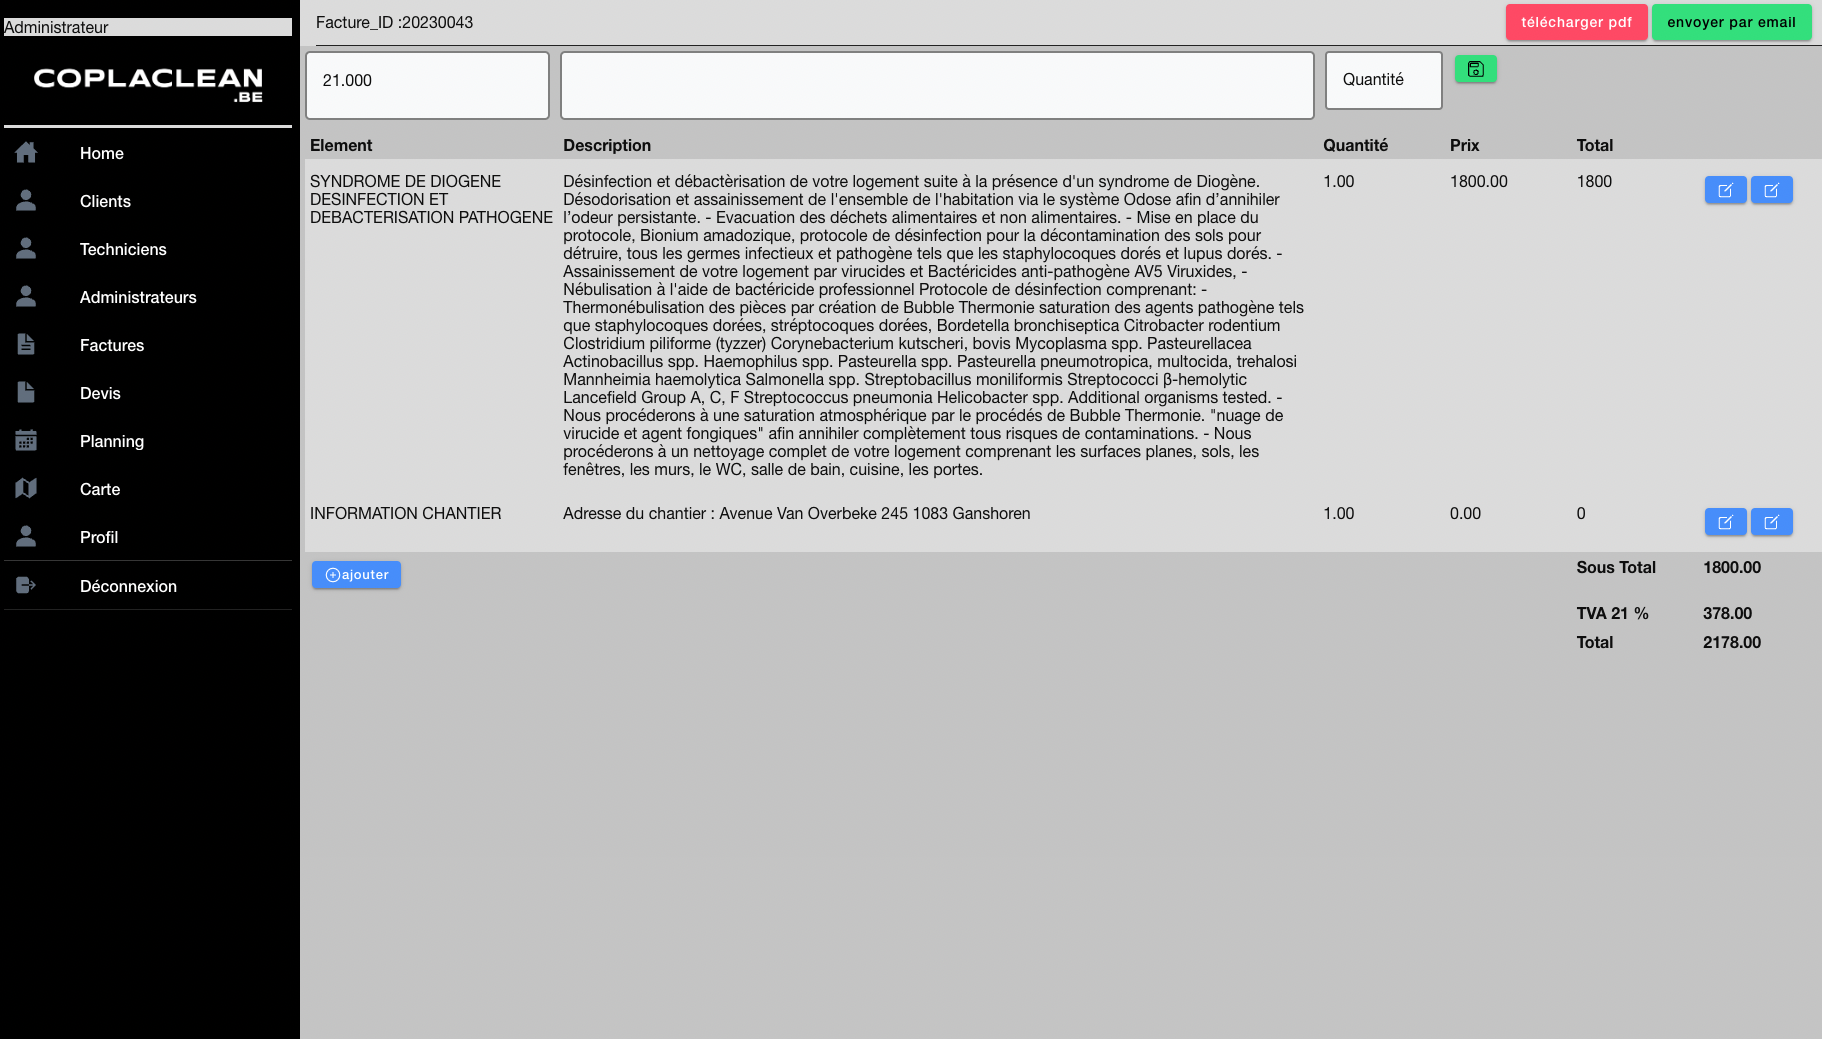 Administrateur
COPLACLEAN
.BE
Home
Clients
Techniciens
Administrateurs
Factures
Devis
Planning
Carte
Profil
Déconnexion
Facture_ID :20230043
télécharger pdf
envoyer par email
21.000
Quantité
Element Description Quantité Prix Total
SYNDROME DE DIOGENE
DESINFECTION ET
DEBACTERISATION PATHOGENE
Désinfection et débactèrisation de votre logement suite à la présence d'un syndrome de Diogène.
Désodorisation et assainissement de l'ensemble de l'habitation via le système Odose afin d’annihiler
l’odeur persistante. - Evacuation des déchets alimentaires et non alimentaires. - Mise en place du
protocole, Bionium amadozique, protocole de désinfection pour la décontamination des sols pour
détruire, tous les germes infectieux et pathogène tels que les staphylocoques dorés et lupus dorés. -
Assainissement de votre logement par virucides et Bactéricides anti-pathogène AV5 Viruxides, -
Nébulisation à l'aide de bactéricide professionnel Protocole de désinfection comprenant: -
Thermonébulisation des pièces par création de Bubble Thermonie saturation des agents pathogène tels
que staphylocoques dorées, stréptocoques dorées, Bordetella bronchiseptica Citrobacter rodentium
Clostridium piliforme (tyzzer) Corynebacterium kutscheri, bovis Mycoplasma spp. Pasteurellacea
Actinobacillus spp. Haemophilus spp. Pasteurella spp. Pasteurella pneumotropica, multocida, trehalosi
Mannheimia haemolytica Salmonella spp. Streptobacillus moniliformis Streptococci β-hemolytic
Lancefield Group A, C, F Streptococcus pneumonia Helicobacter spp. Additional organisms tested. -
Nous procéderons à une saturation atmosphérique par le procédés de Bubble Thermonie. "nuage de
virucide et agent fongiques" afin annihiler complètement tous risques de contaminations. - Nous
procéderons à un nettoyage complet de votre logement comprenant les surfaces planes, sols, les
fenêtres, les murs, le WC, salle de bain, cuisine, les portes.
1.00 1800.00 1800
INFORMATION CHANTIER Adresse du chantier : Avenue Van Overbeke 245 1083 Ganshoren 1.00 0.00 0
ajouter
Sous Total 1800.00
TVA 21 % 378.00
Total 2178.00